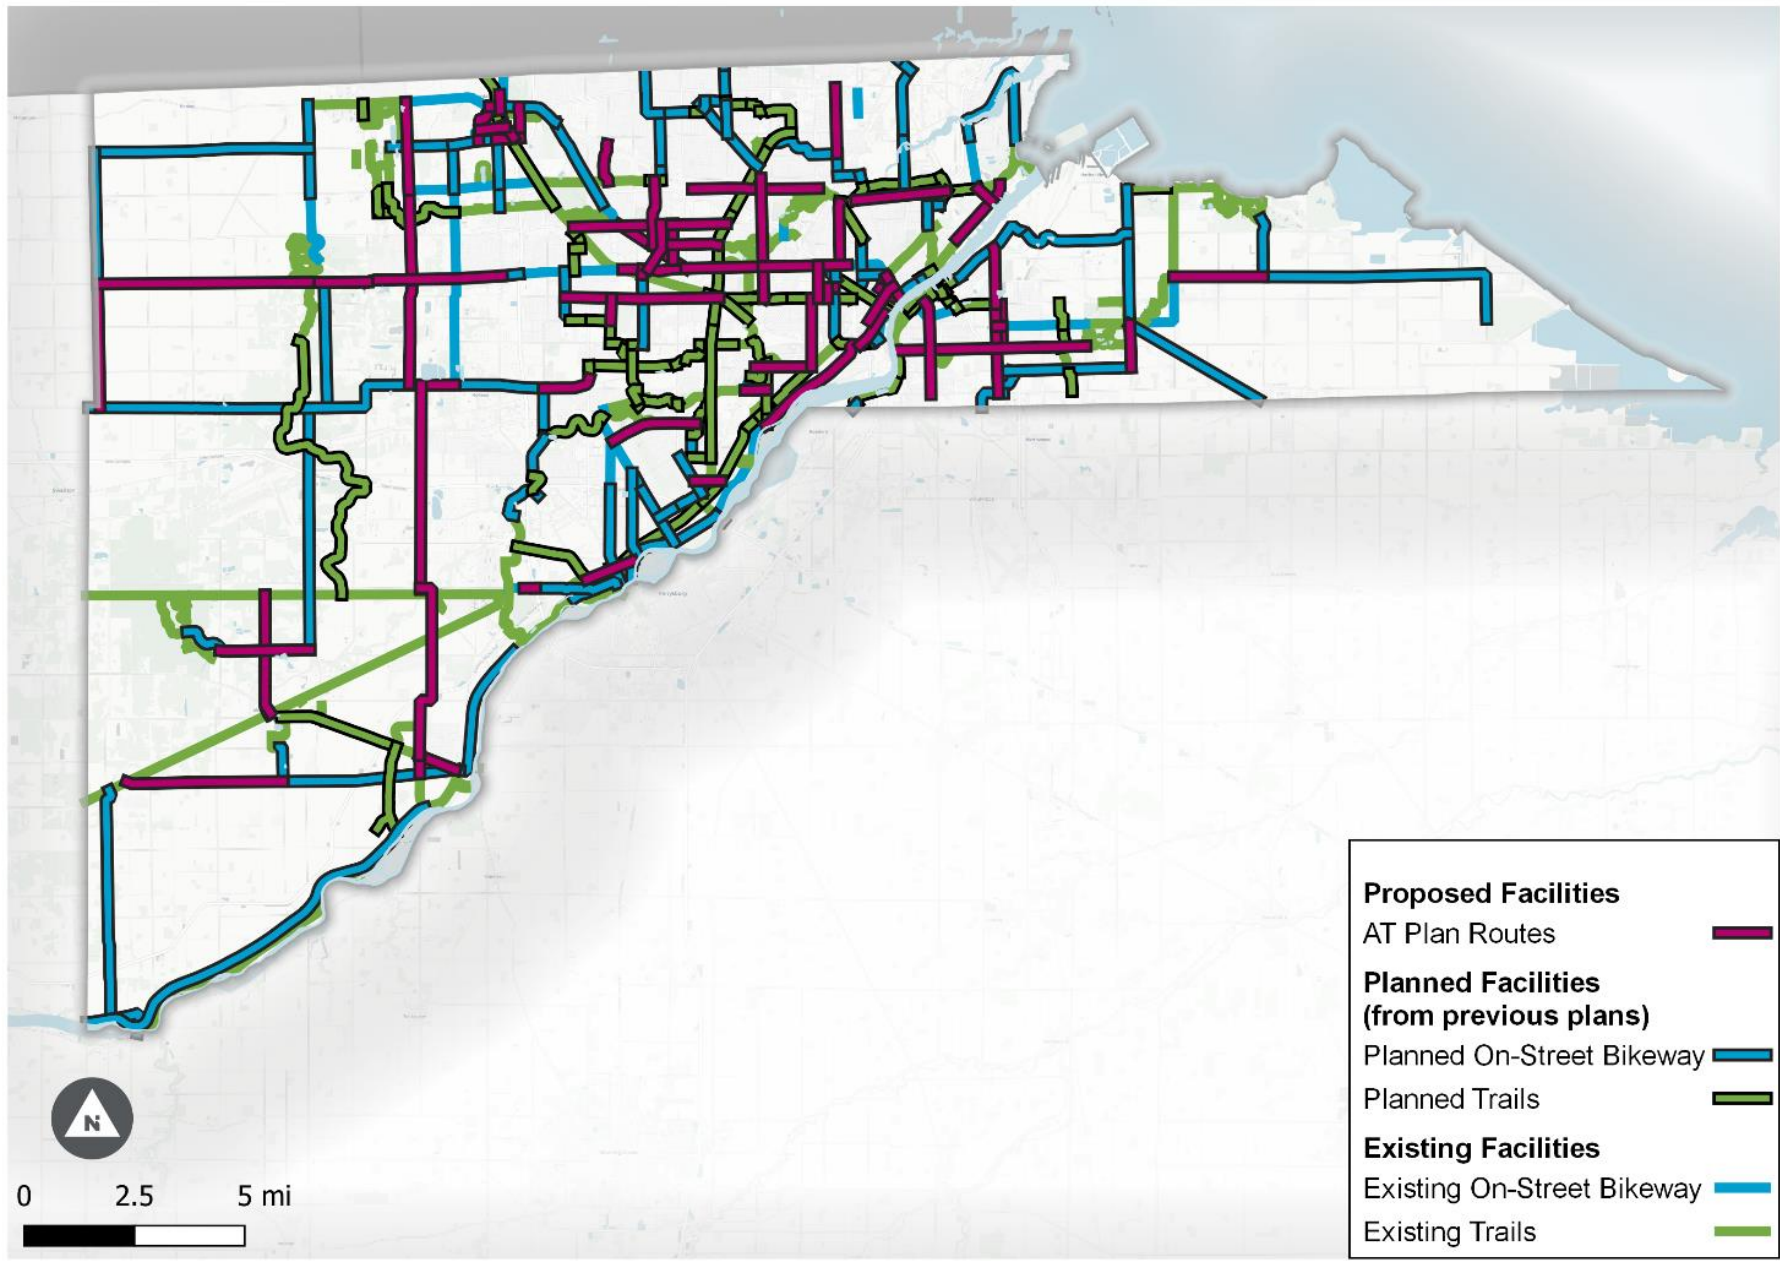 Proposed Facilities
AT Plan Routes
Planned Facilities
(from previous plans)
Planned On-Street Bikeway
Planned Trails
Existing Facilities
Existing On-Street Bikeway
Existing Trails
N
0 2.5 5 mi